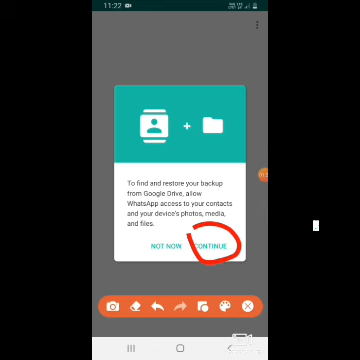 11:22
To find and restore your backup
from Google Drive, allow
WhatsApp access to your contacts
and your device's photos, media,
and files.
NOT NOW CONTINUE